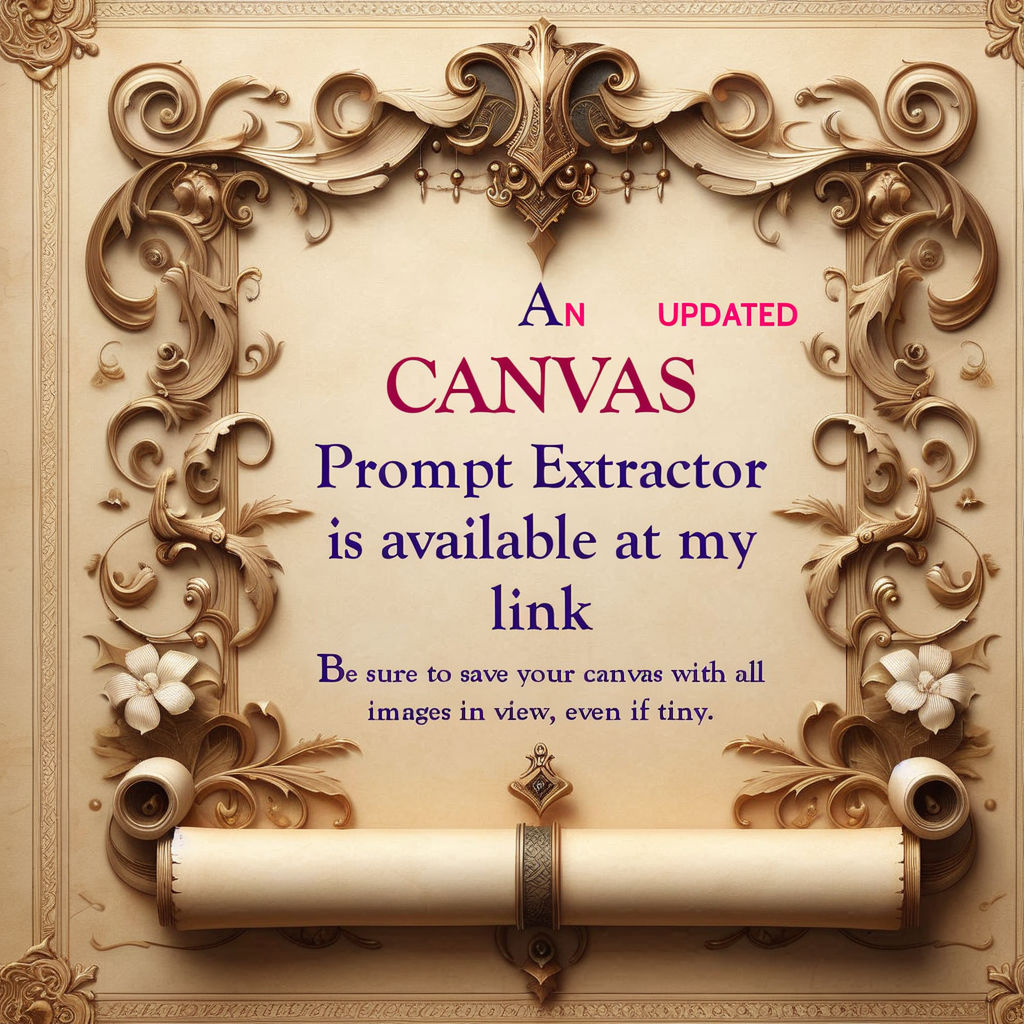 An UPDATED
CANVAS
Prompt Extractor
is available at my
link
Be sure to save your canvas with all
images in view, even if tiny.